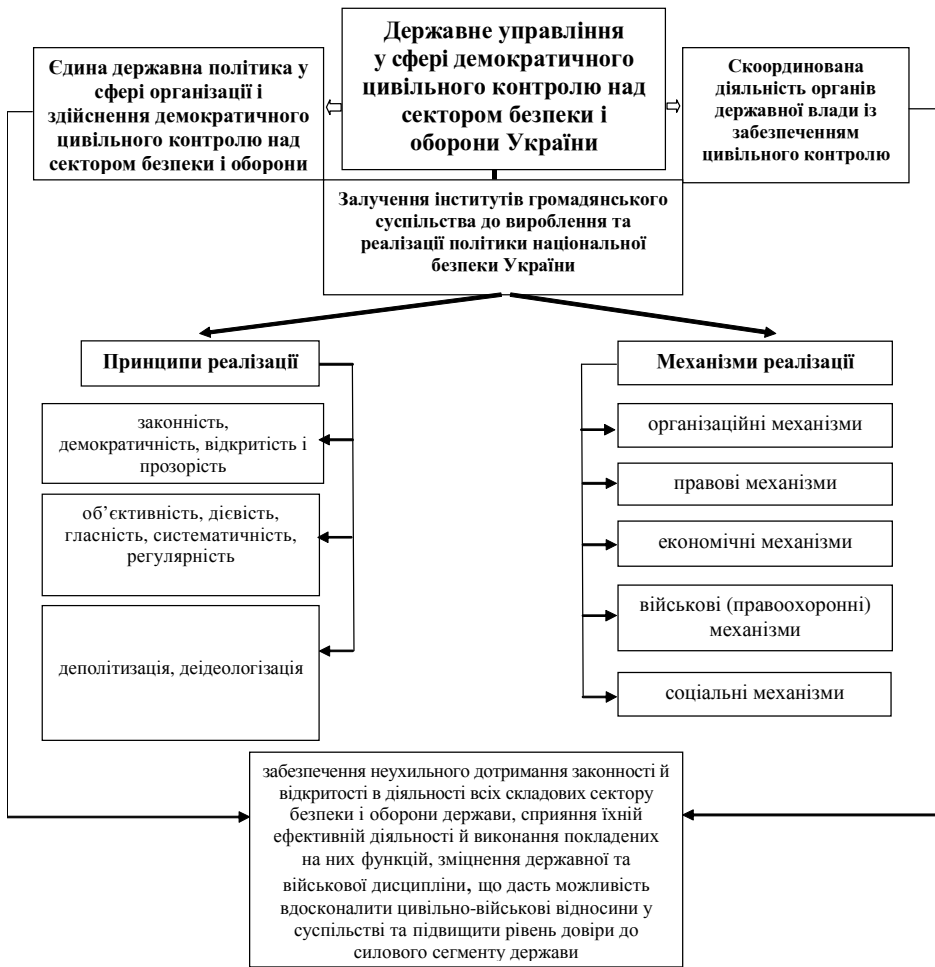 Державне управління
у сфері демократичного
цивільного контролю над
сектором безпеки і
оборони України
Єдина державна політика у
сфері організації і
здійснення демократичного
цивільного контролю над
сектором безпеки і оборони
Скоординована
діяльність органів
державної влади із
забезпеченням
цивільного контролю
Залучення інститутів громадянського
суспільства до вироблення та
реалізації політики національної
безпеки України
Принципи реалізації
законність,
демократичність, відкритість і
прозорість
об’єктивність, дієвість,
гласність, систематичність,
регулярність
деполітизація, деідеологізація
Механізми реалізації
організаційні механізми
правові механізми
економічні механізми
військові (правоохоронні)
механізми
соціальні механізми
забезпечення неухильного дотримання законності й
відкритості в діяльності всіх складових сектору
безпеки і оборони держави, сприяння їхній
ефективній діяльності й виконання покладених
на них функцій, зміцнення державної та
військової дисципліни, що дасть можливість
вдосконалити цивільно-військові відносини у
суспільстві та підвищити рівень довіри до
силового сегменту держави